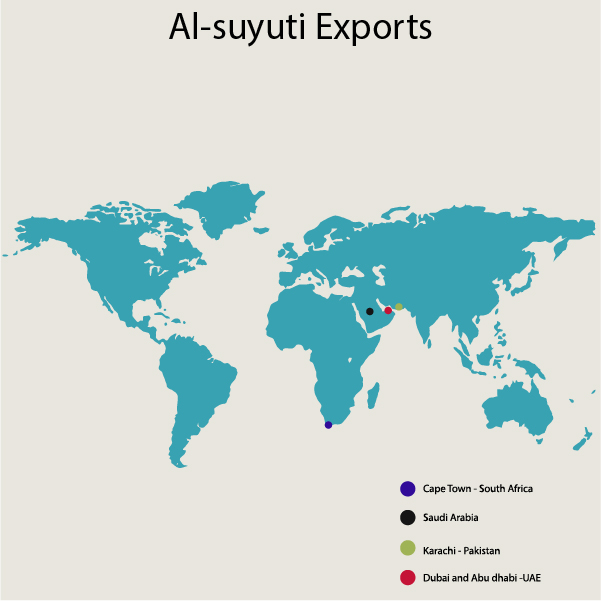 Al-suyuti Exports
Cape Town - South Africa
Saudi Arabia
Karachi - Pakistan
Dubai and Abu dhabi -UAE